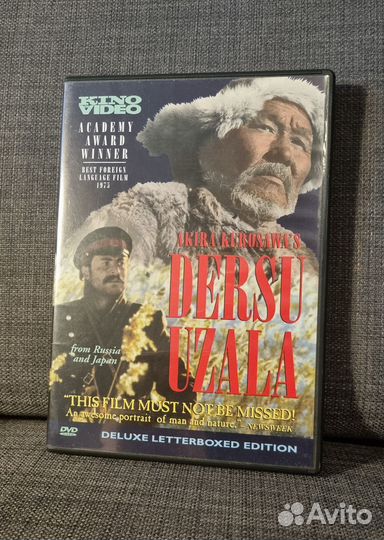 KINO
VIDEO
ACADEMY
AWARD
WINNER
BEST FOREIGN
LANGUAGE FILM
1975
AKIRA KUROSAWA'S
DERSU
UZALA
from Russia
and Japan
"THIS FILM MUST NOT BE MISSED!
An awesome portrait of man and nature." –NEWSWEEK
DVD
DELUXE LETTERBOXED EDITION
Avito